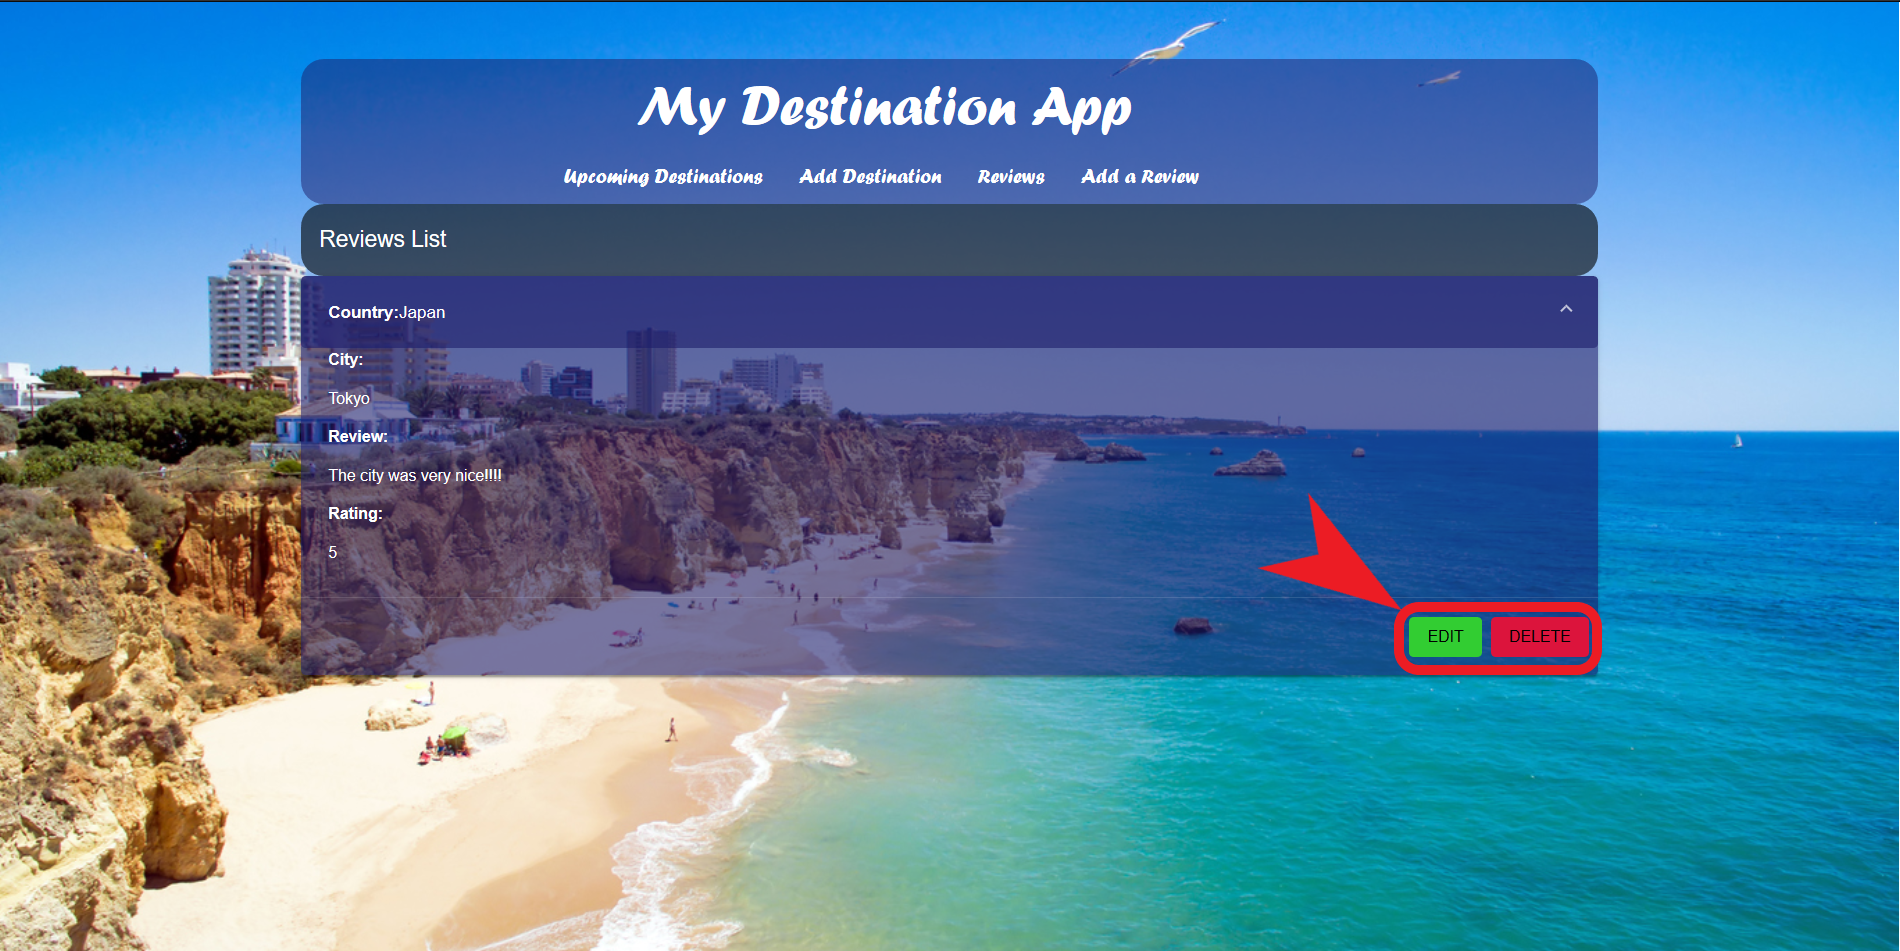 My Destination App
Upcoming Destinations Add Destination Reviews Add a Review
Reviews List
Country:Japan
City:
Tokyo
Review:
The city was very nice!!!!
Rating:
5
EDIT DELETE